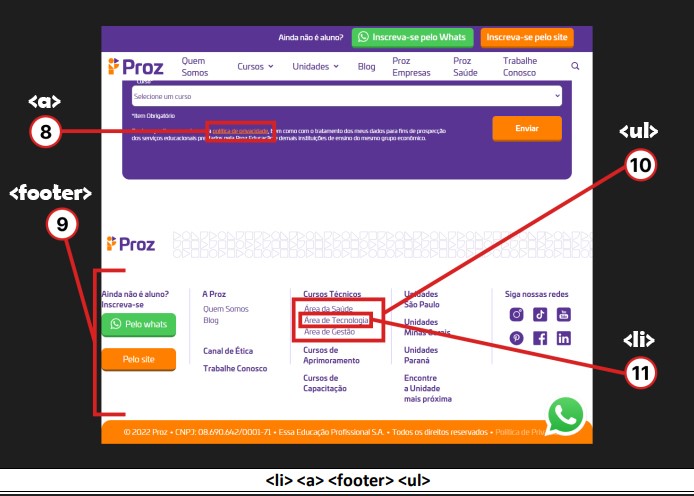 Ainda não é aluno?
Inscreva-se pelo Whats
Inscreva-se pelo site
Proz
Quem Somos
Cursos
Unidades
Blog
Proz Empresas
Proz Saúde
Trabalhe Conosco
Curso
Selecione um curso
*Item Obrigatório
política de privacidade, bem como com o tratamento dos meus dados para fins de prospecção
dos serviços educacionais demais instituições de ensino do mesmo grupo econômico.
Enviar
<a>
8
<footer>
9
<ul>
10
<li>
11
Proz
Ainda não é aluno?
Inscreva-se
Pelo whats
Pelo site
A Proz
Quem Somos
Blog
Canal de Ética
Trabalhe Conosco
Cursos Técnicos
Área da Saúde
Área de Tecnologia
Área de Gestão
Cursos de
Aprimoramento
Cursos de
Capacitação
Unidades
São Paulo
Unidades
Minas Gerais
Unidades
Paraná
Encontre
a Unidade
mais próxima
Siga nossas redes
© 2022 Proz • CNPJ: 08.690.642/0001-71 • Essa Educação Profissional S.A. • Todos os direitos reservados • Política de
<li> <a> <footer> <ul>